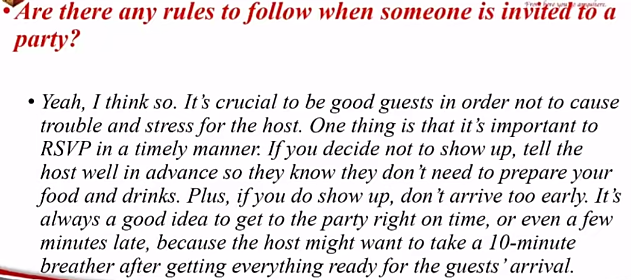 • Are there any rules to follow when someone is invited to a
party?
• Yeah, I think so. It's crucial to be good guests in order not to cause
trouble and stress for the host. One thing is that it's important to
RSVP in a timely manner. If you decide not to show up, tell the
host well in advance so they know they don't need to prepare your
food and drinks. Plus, if you do show up, don't arrive too early. It's
always a good idea to get to the party right on time, or even a few
minutes late, because the host might want to take a 10-minute
breather after getting everything ready for the guests' arrival.